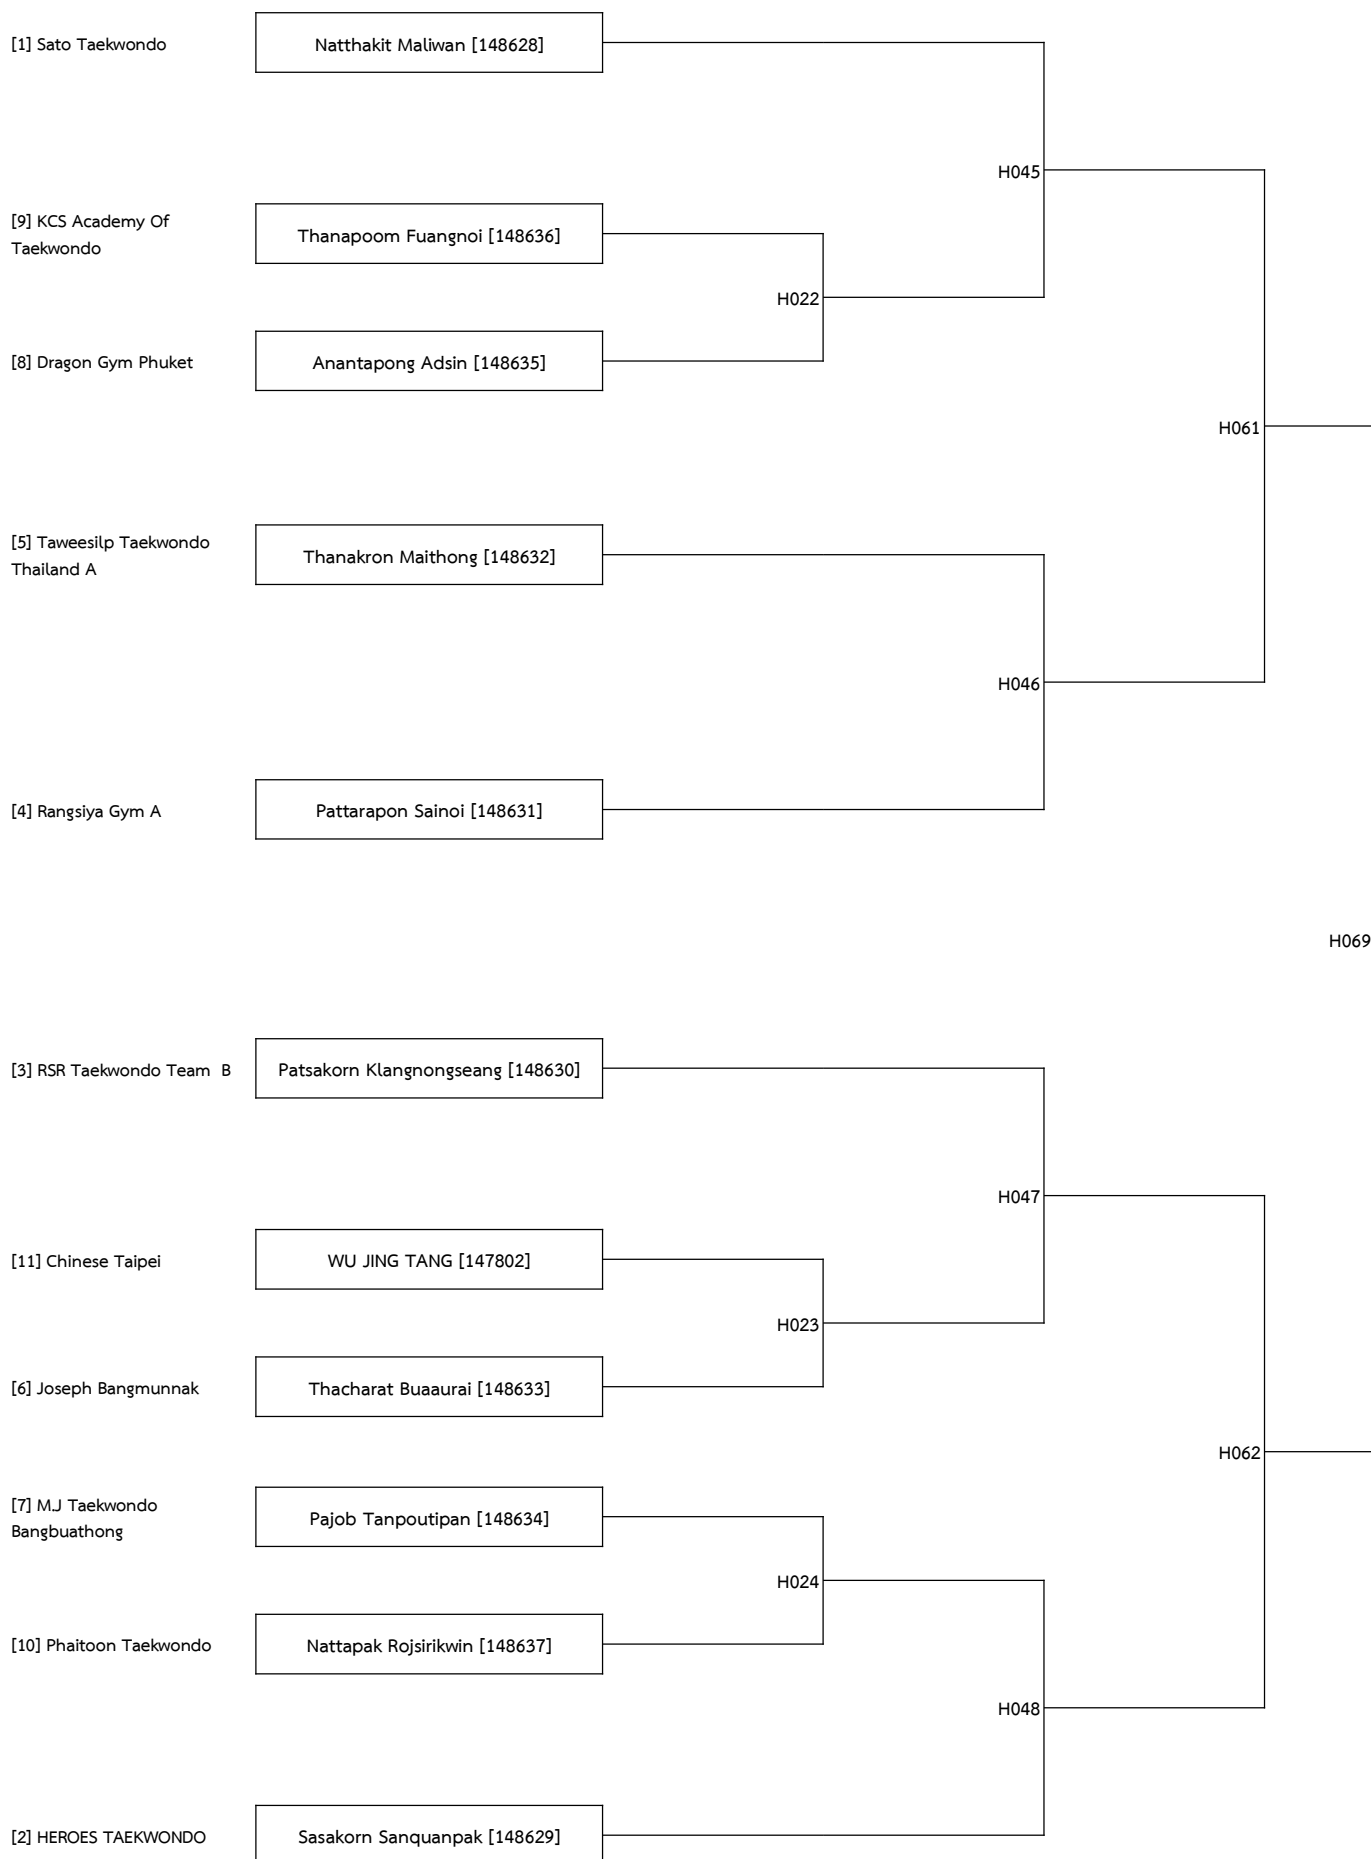 [1] Sato Taekwondo
Natthakit Maliwan [148628]
H045
[9] KCS Academy Of
Taekwondo
Thanapoom Fuangnoi [148636]
H022
[8] Dragon Gym Phuket
Anantapong Adsin [148635]
H061
[5] Taweesilp Taekwondo
Thailand A
Thanakron Maithong [148632]
H046
[4] Rangsiya Gym A
Pattarapon Sainoi [148631]
H069
[3] RSR Taekwondo Team  B
Patsakorn Klangnongseang [148630]
H047
[11] Chinese Taipei
WU JING TANG [147802]
H023
[6] Joseph Bangmunnak
Thacharat Buaaurai [148633]
H062
[7] M.J Taekwondo
Bangbuathong
Pajob Tanpoutipan [148634]
H024
[10] Phaitoon Taekwondo
Nattapak Rojsirikwin [148637]
H048
[2] HEROES TAEKWONDO
Sasakorn Sanquanpak [148629]